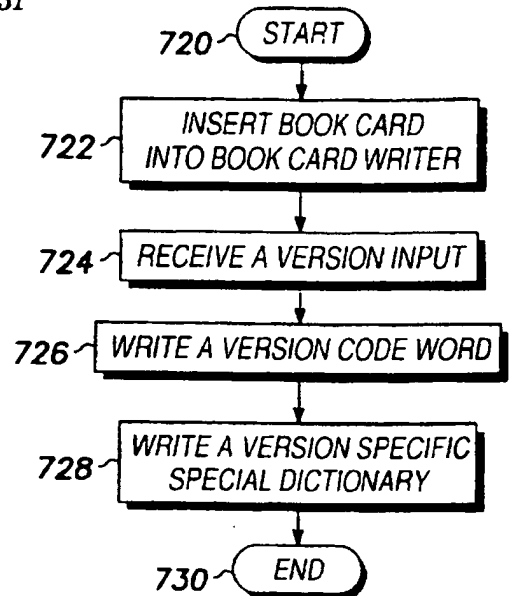 720 START
722 INSERT BOOK CARD
INTO BOOK CARD WRITER
724 RECEIVE A VERSION INPUT
726 WRITE A VERSION CODE WORD
728 WRITE A VERSION SPECIFIC
SPECIAL DICTIONARY
730 END